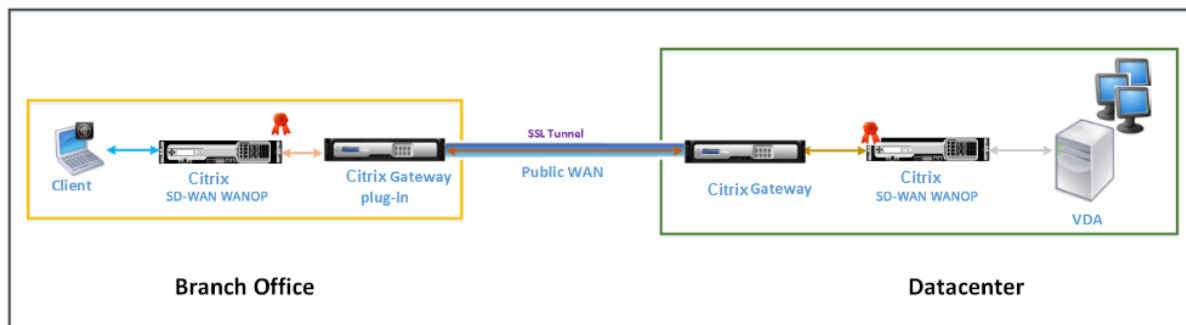 SSL Tunnel
Client
Citrix
SD-WAN WANOP
Citrix Gateway
plug-in
Public WAN
Citrix Gateway
Citrix
SD-WAN WANOP
VDA
Branch Office
Datacenter